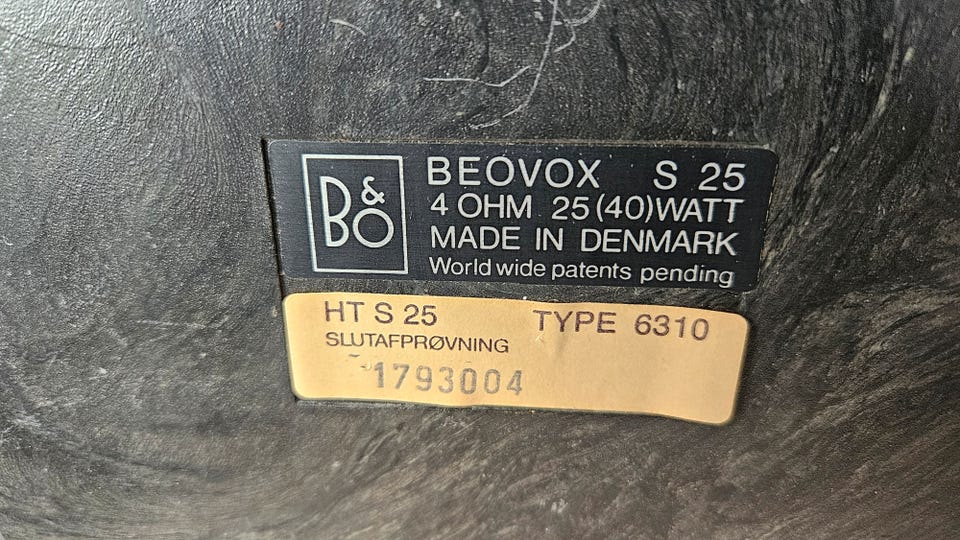 B&O
BEOVOX S 25
4 OHM 25(40)WATT
MADE IN DENMARK
World wide patents pending
HT S 25 TYPE 6310
SLUTAFPRØVNING
1793004